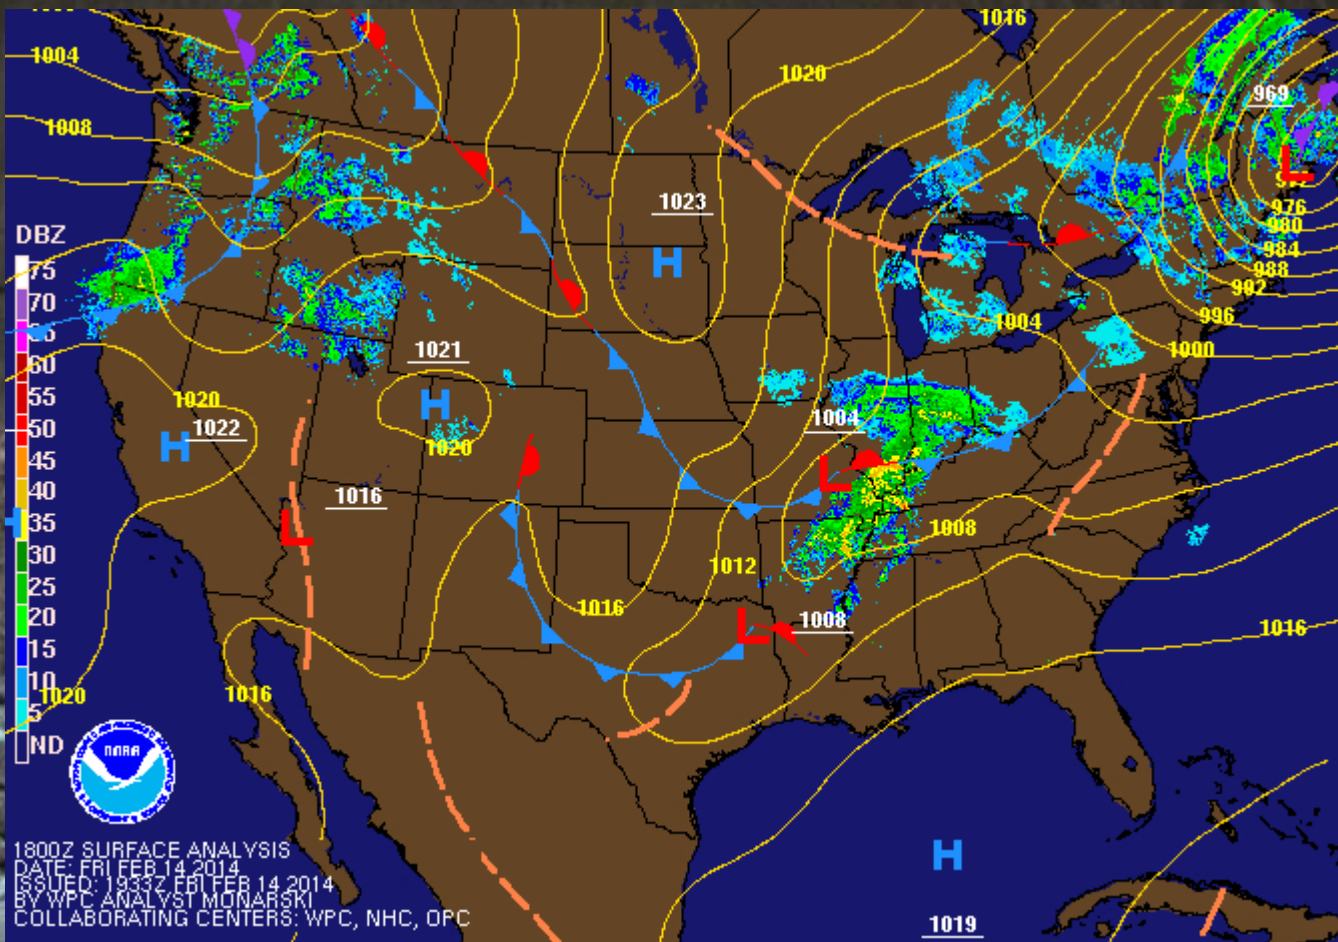 1016
1004
1020
969
1008
972
976
1023
980
DBZ
984
75
988
70
992
65
996
1004
60
1021
1000
55
1020
1022
1004
50
1020
45
1016
40
35
1008
30
1012
25
1016
20
1008
1016
15
10
1020
1016
5
ND
NOAA
H
H
H
H
L
L
L
L
1800Z SURFACE ANALYSIS
DATE: FRI FEB 14 2014
ISSUED: 1933Z FRI FEB 14 2014
BY WPC ANALYST MONARSKI
COLLABORATING CENTERS: WPC, NHC, OPC
1019